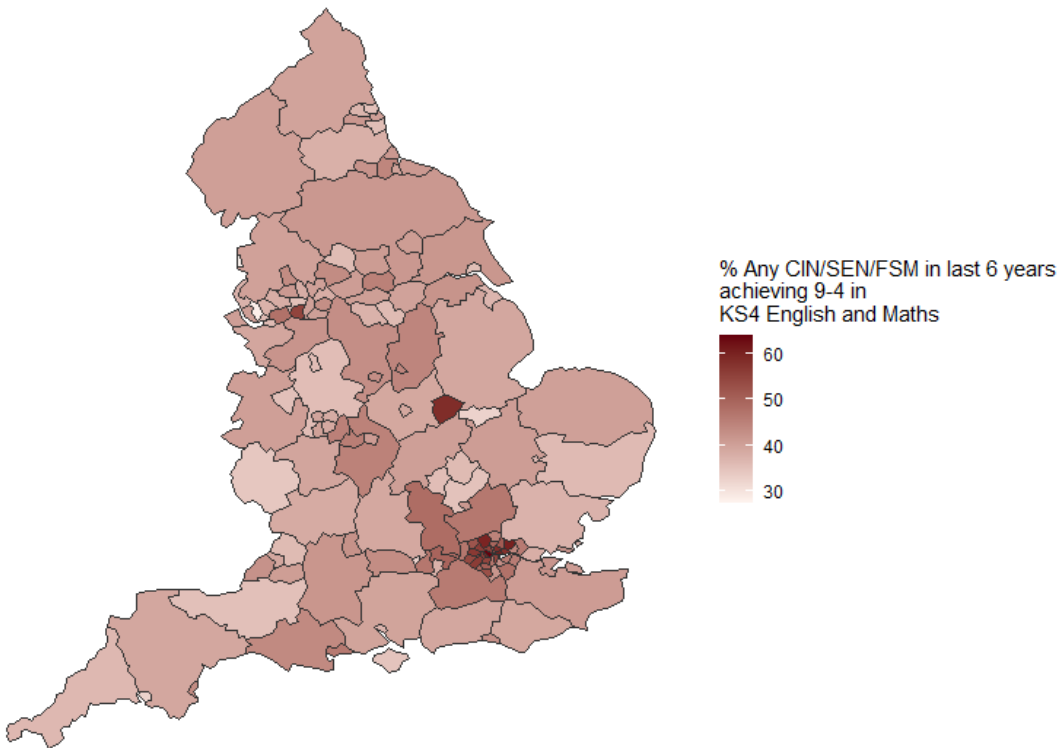 % Any CIN/SEN/FSM in last 6 years
achieving 9-4 in
KS4 English and Maths
60
50
40
30